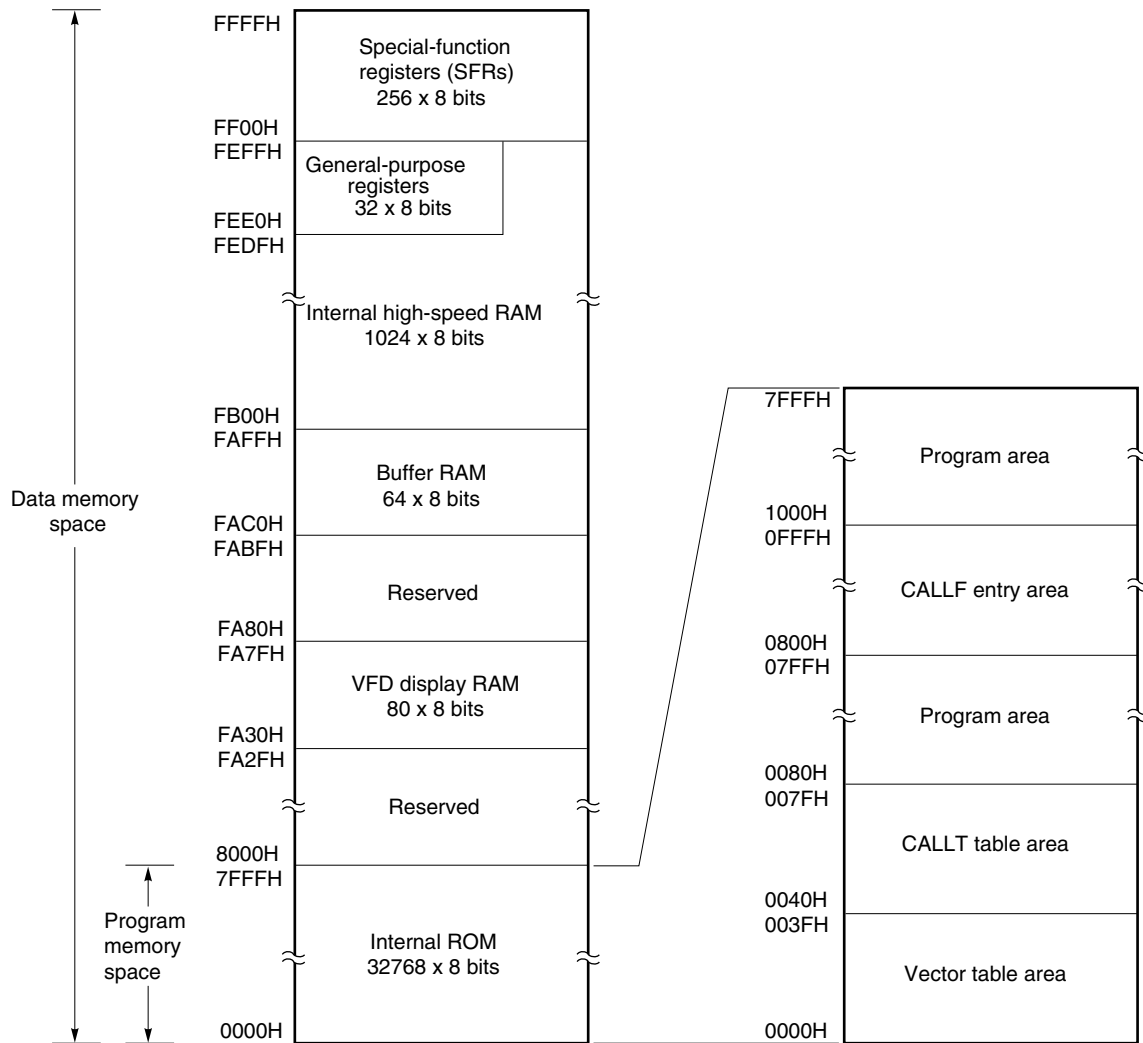 FFFFH
Special-function
registers (SFRs)
256 x 8 bits
FF00H
FEFFH
General-purpose
registers
32 x 8 bits
FEE0H
FEDFH
Internal high-speed RAM
1024 x 8 bits
FB00H
FAFFH
Buffer RAM
64 x 8 bits
Data memory
space
FAC0H
FABFH
Reserved
FA80H
FA7FH
VFD display RAM
80 x 8 bits
FA30H
FA2FH
Reserved
8000H
7FFFH
Program
memory
space
Internal ROM
32768 x 8 bits
0000H
7FFFH
Program area
1000H
0FFFH
CALLF entry area
0800H
07FFH
Program area
0080H
007FH
CALLT table area
0040H
003FH
Vector table area
0000H